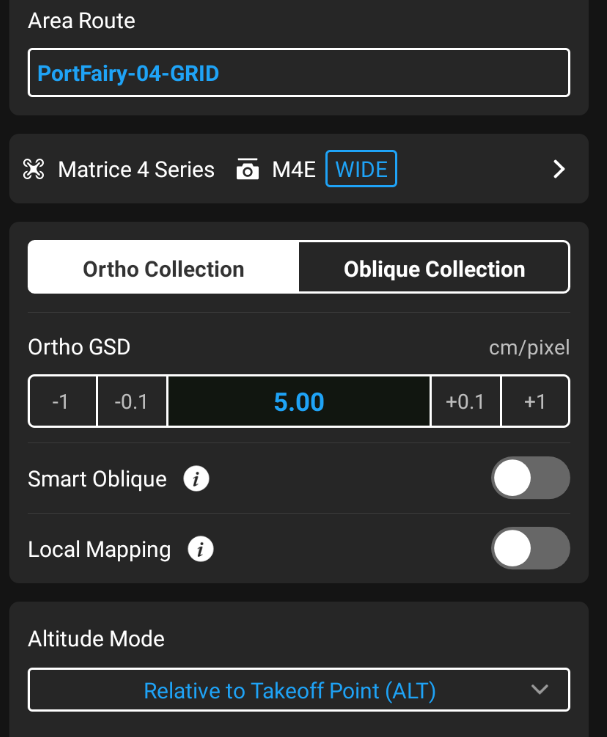 Area Route
PortFairy-04-GRID
Matrice 4 Series M4E WIDE
Ortho Collection Oblique Collection
Ortho GSD cm/pixel
-1 -0.1 5.00 +0.1 +1
Smart Oblique i
Local Mapping i
Altitude Mode
Relative to Takeoff Point (ALT)